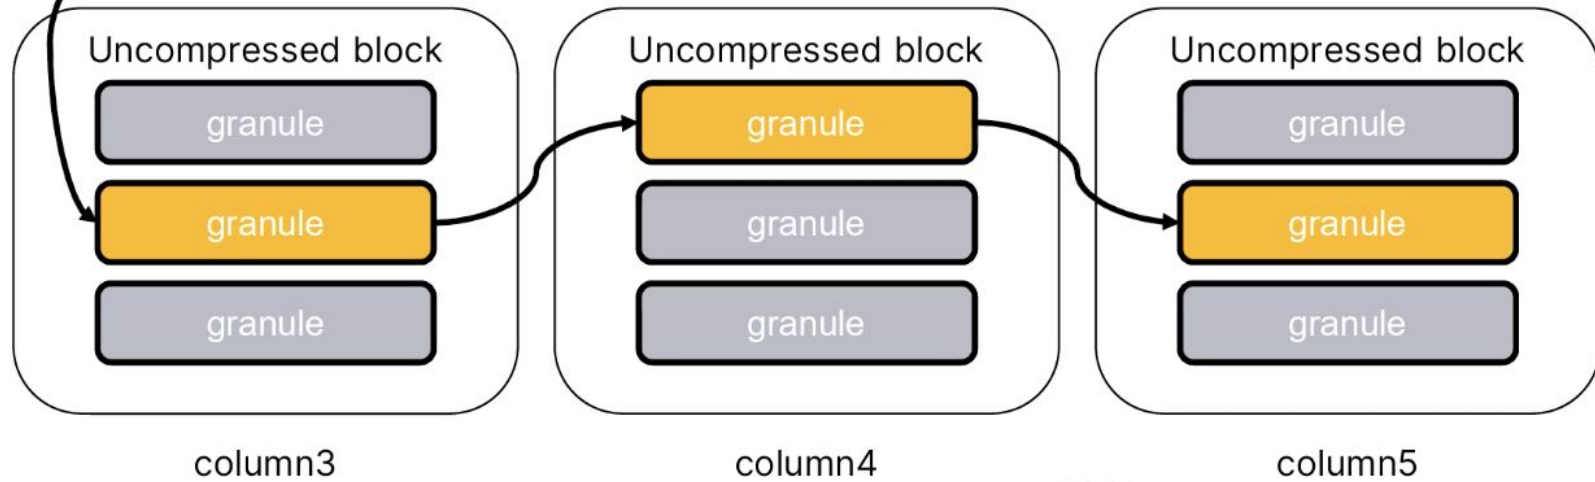 Uncompressed block
granule
granule
granule
column3
Uncompressed block
granule
granule
granule
column4
Uncompressed block
granule
granule
granule
column5